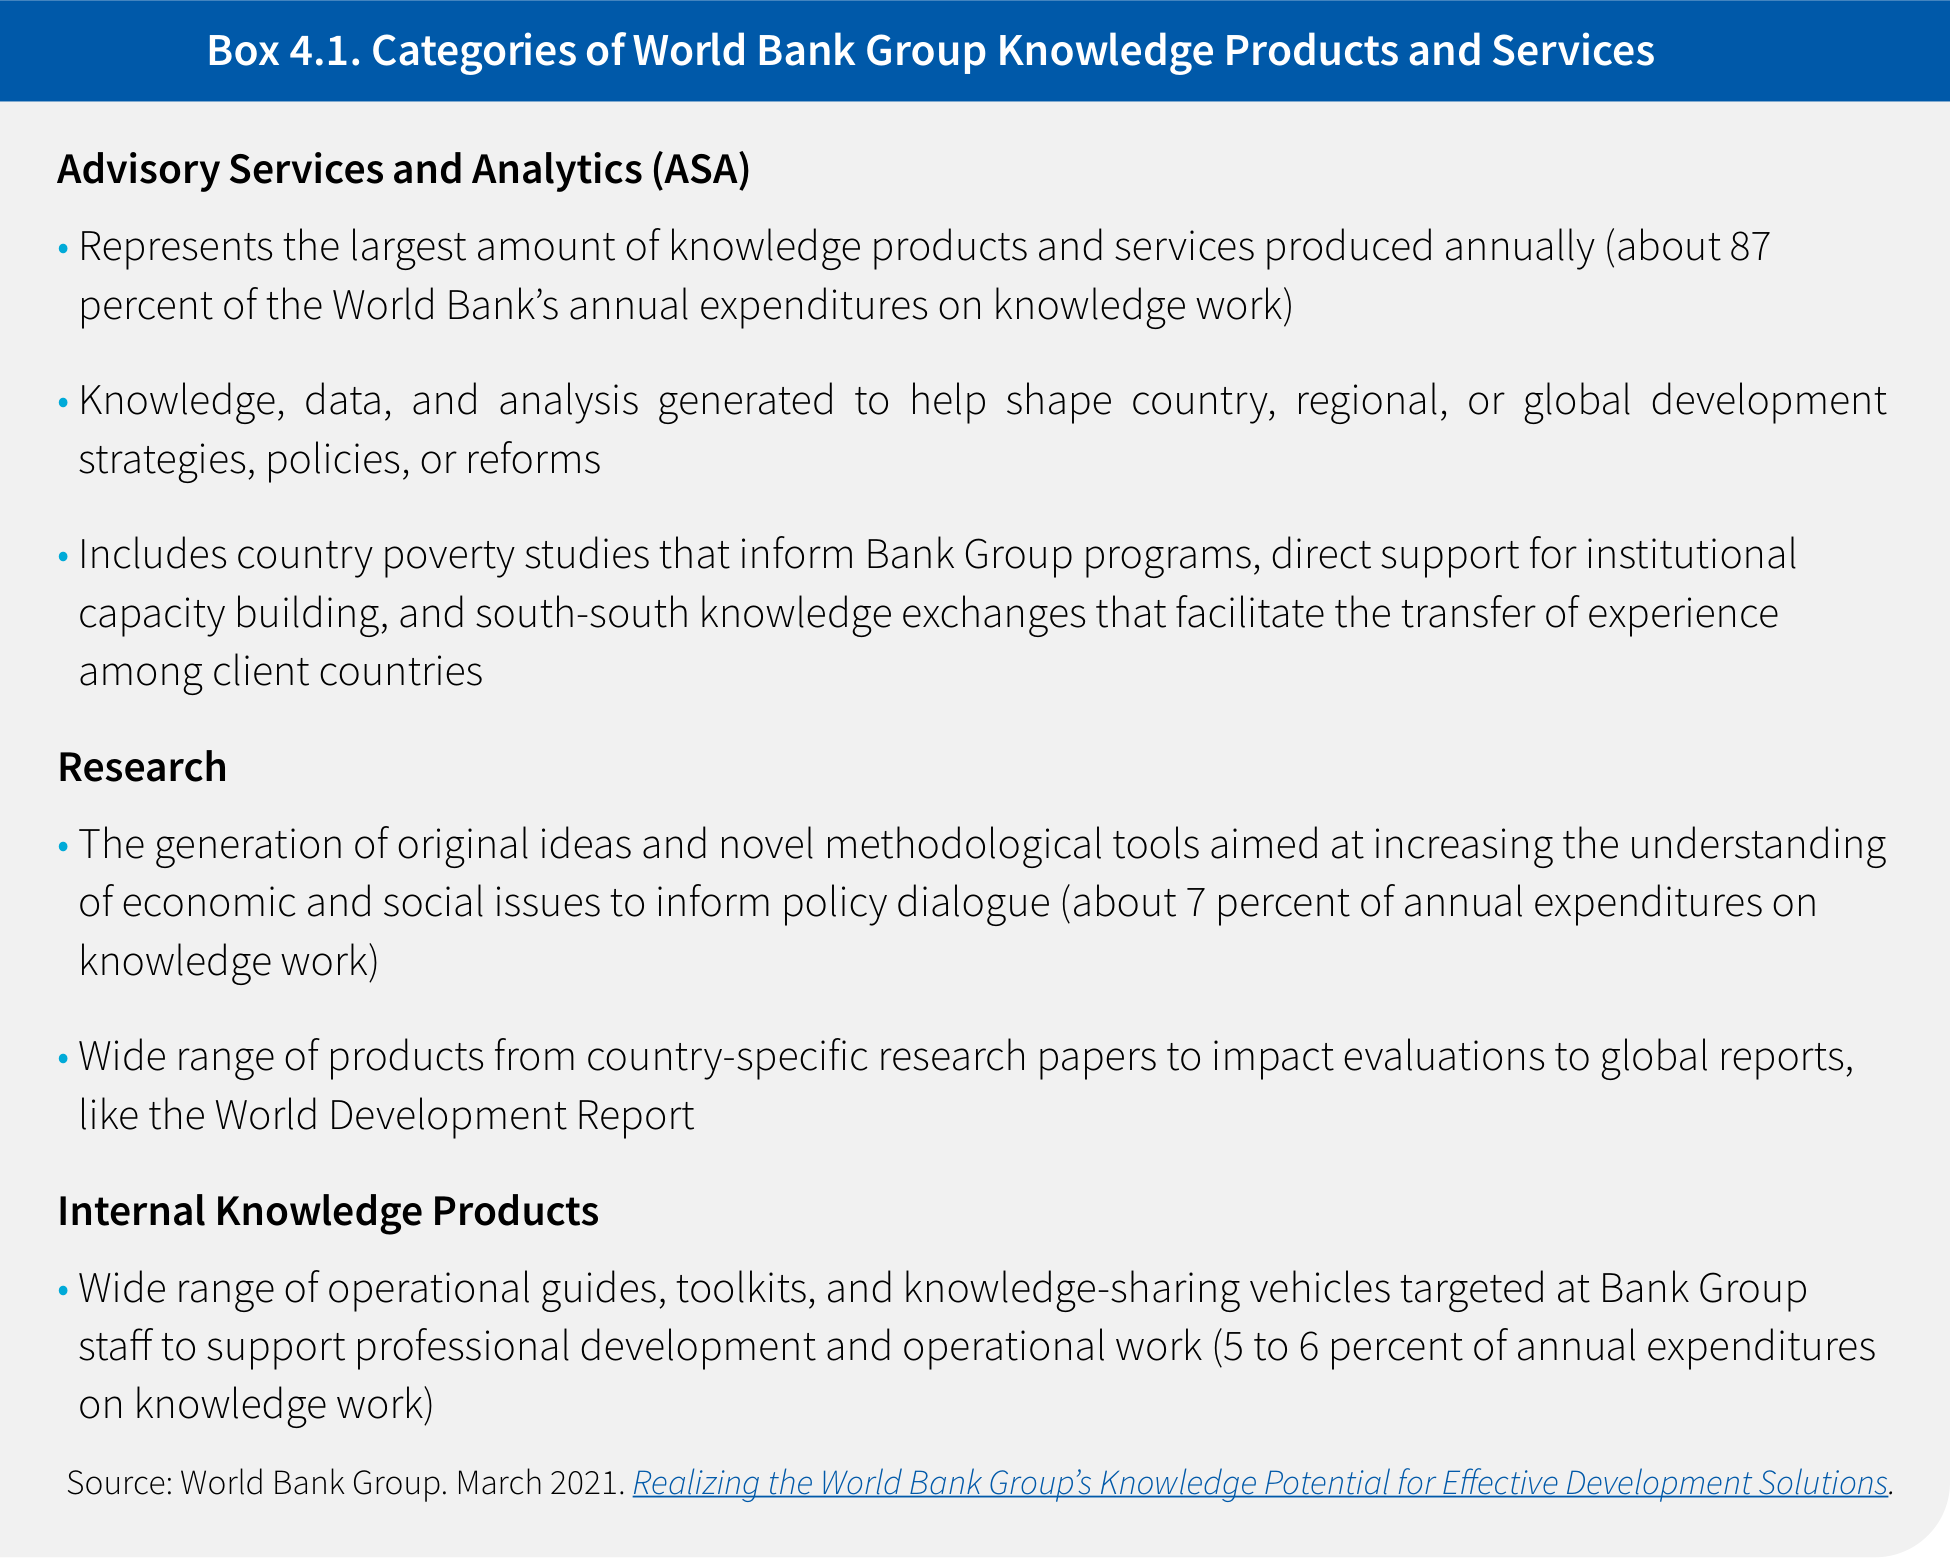 Box 4.1. Categories of World Bank Group Knowledge Products and Services
Advisory Services and Analytics (ASA)
• Represents the largest amount of knowledge products and services produced annually (about 87
percent of the World Bank’s annual expenditures on knowledge work)
• Knowledge, data, and analysis generated to help shape country, regional, or global development
strategies, policies, or reforms
• Includes country poverty studies that inform Bank Group programs, direct support for institutional
capacity building, and south-south knowledge exchanges that facilitate the transfer of experience
among client countries
Research
• The generation of original ideas and novel methodological tools aimed at increasing the understanding
of economic and social issues to inform policy dialogue (about 7 percent of annual expenditures on
knowledge work)
• Wide range of products from country-specific research papers to impact evaluations to global reports,
like the World Development Report
Internal Knowledge Products
• Wide range of operational guides, toolkits, and knowledge-sharing vehicles targeted at Bank Group
staff to support professional development and operational work (5 to 6 percent of annual expenditures
on knowledge work)
Source: World Bank Group. March 2021. Realizing the World Bank Group’s Knowledge Potential for Effective Development Solutions.